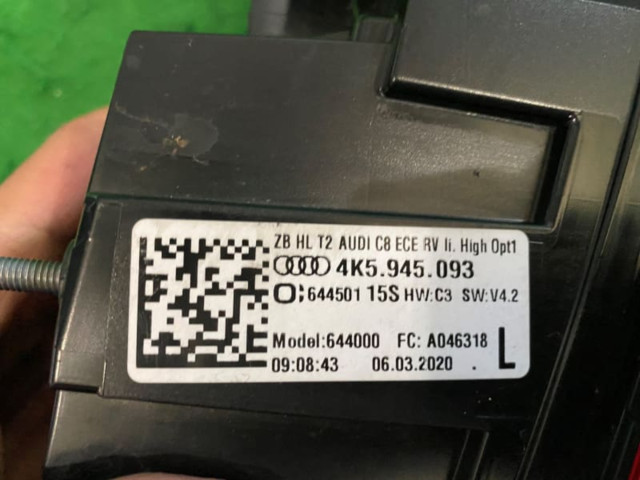 ZB HL T2 AUDI C8 ECE RV li. High Opt1
4K5.945.093
644501 15S HW:C3 SW:V4.2
Model:644000 FC: A046318
09:08:43 06.03.2020 . L